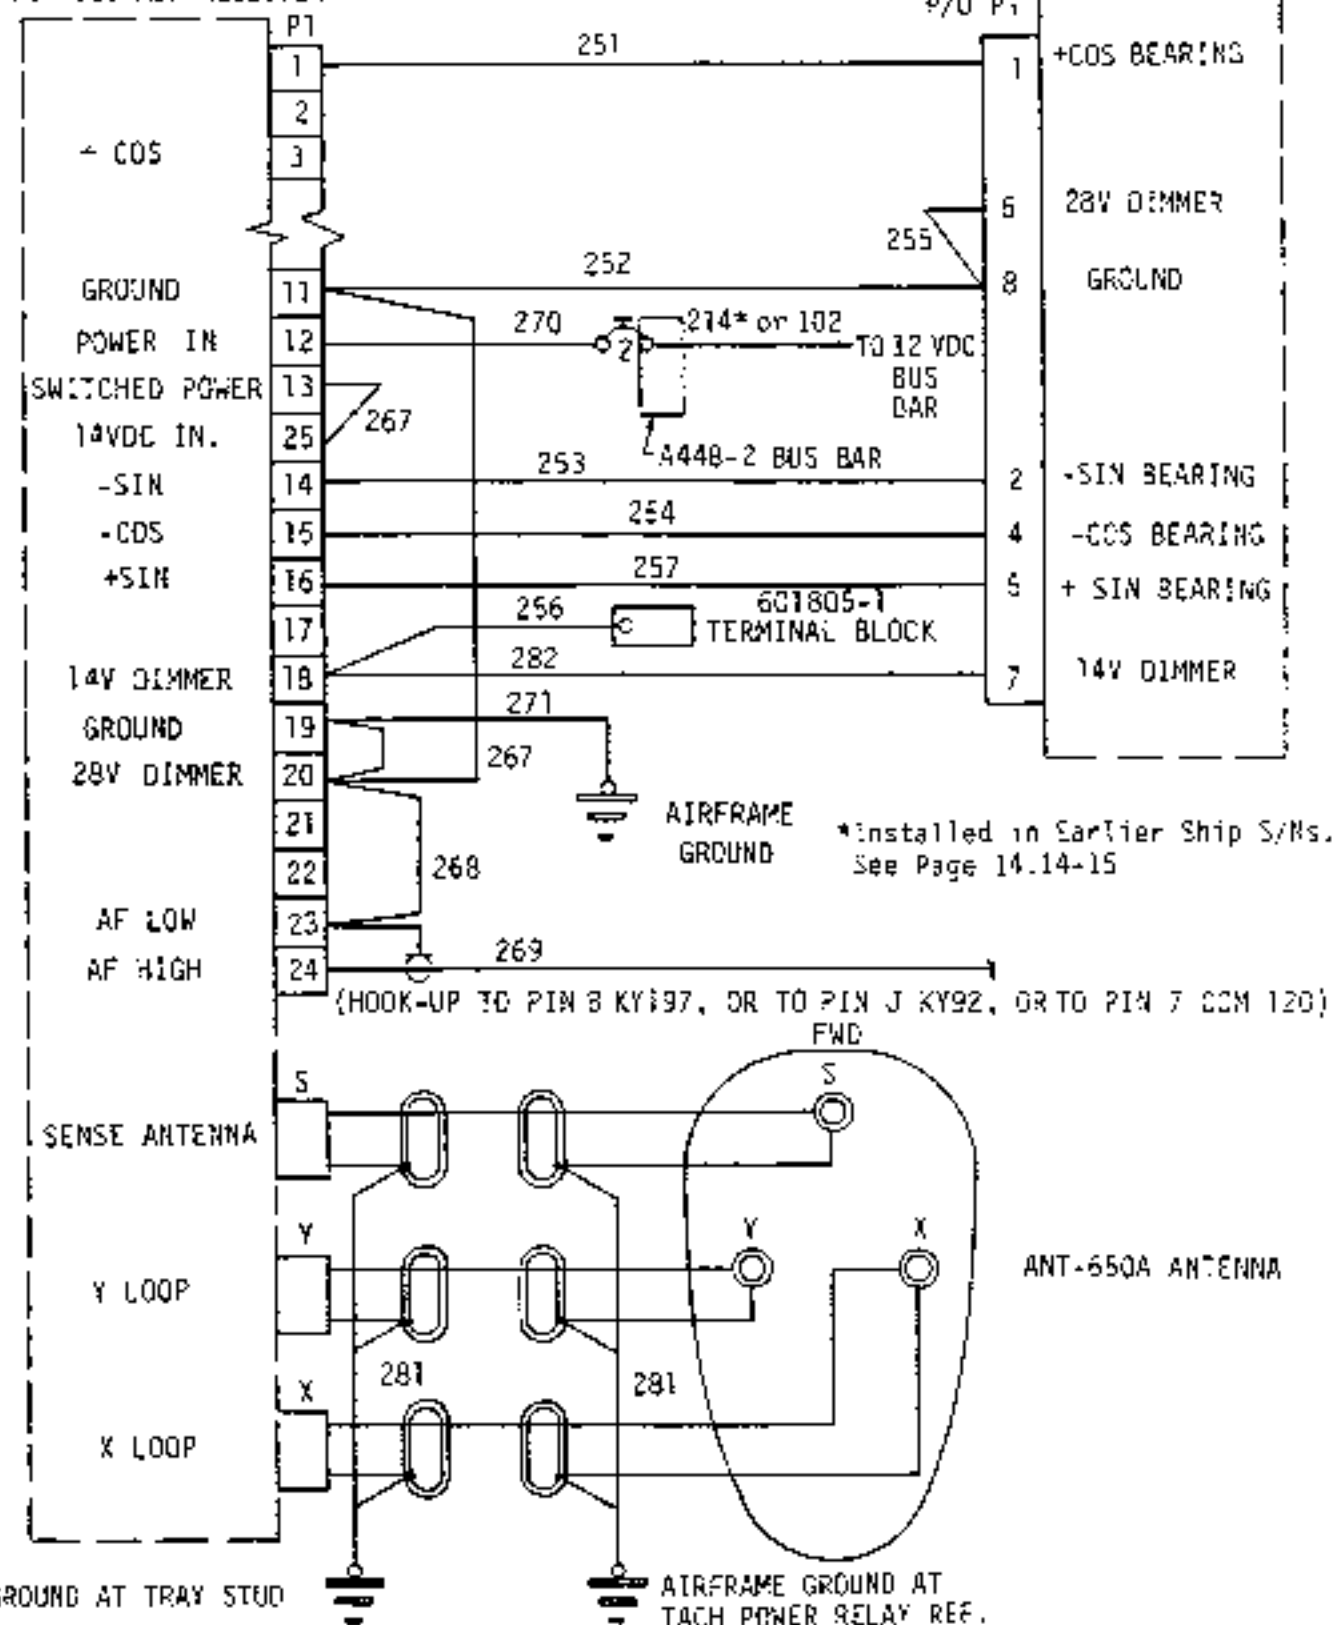 P1
P/O P1
1
251
1
+COS BEARING
2
+ COS
3
5
28V DIMMER
255
252
GROUND
11
8
GROUND
POWER IN
12
270
2
214* or 102
TO 12 VDC
BUS
BAR
SWITCHED POWER
13
267
14VDC IN.
25
A448-2 BUS BAR
-SIN
14
253
2
-SIN BEARING
-COS
15
254
4
-COS BEARING
+SIN
16
257
+ SIN BEARING
17
256
601805-1
TERMINAL BLOCK
14V DIMMER
18
282
7
14V DIMMER
GROUND
19
271
28V DIMMER
20
267
21
AIRFRAME
GROUND
*Installed in Earlier Ship S/Ns.
See Page 14.14-15
22
268
AF LOW
23
AF HIGH
24
269
(HOOK-UP TO PIN 8 KY197, OR TO PIN J KY92, OR TO PIN 7 COM 120)
FWD
S
S
SENSE ANTENNA
Y
Y
X
Y LOOP
ANT-650A ANTENNA
281
281
X
X LOOP
GROUND AT TRAY STUD
AIRFRAME GROUND AT
TACH POWER RELAY REF.